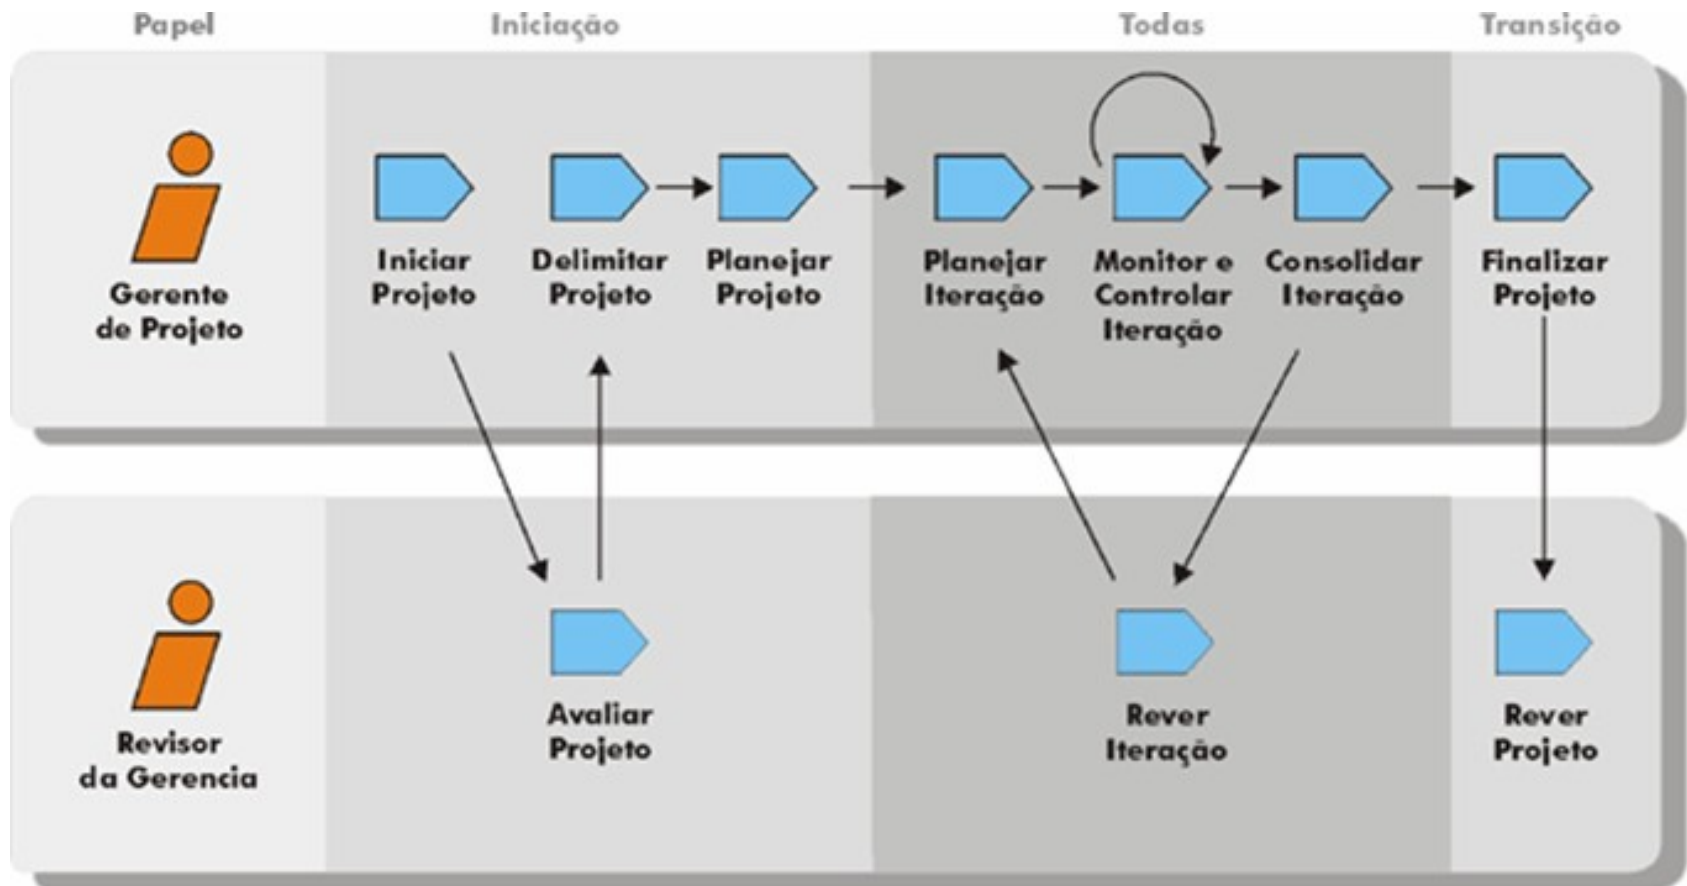 Papel
Iniciação
Todas
Transição
Gerente
de Projeto
Iniciar
Projeto
Delimitar
Projeto
Planejar
Projeto
Planejar
Iteração
Monitor e
Controlar
Iteração
Consolidar
Iteração
Finalizar
Projeto
Revisor
da Gerencia
Avaliar
Projeto
Rever
Iteração
Rever
Projeto